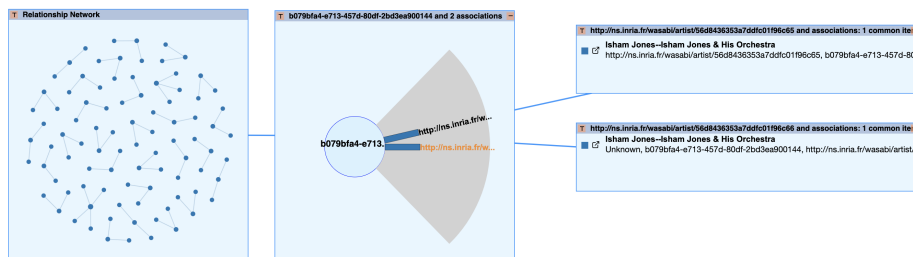 T Relationship Network
T b079bfa4-e713-457d-80df-2bd3ea900144 and 2 associations −
b079bfa4-e713.
http://ns.inria.fr/w...
http://ns.inria.fr/w...
T http://ns.inria.fr/wasabi/artist/56d8436353a7ddfc01f96c65 and associations: 1 common ite
Isham Jones--Isham Jones & His Orchestra
http://ns.inria.fr/wasabi/artist/56d8436353a7ddfc01f96c65, b079bfa4-e713-457d-80
T http://ns.inria.fr/wasabi/artist/56d8436353a7ddfc01f96c66 and associations: 1 common ite
Isham Jones--Isham Jones & His Orchestra
Unknown, b079bfa4-e713-457d-80df-2bd3ea900144, http://ns.inria.fr/wasabi/artist/